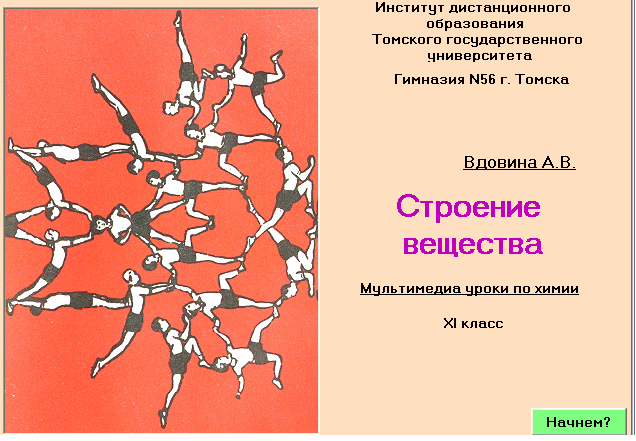 Институт дистанционного
образования
Томского государственного
университета
Гимназия N56 г. Томска
Вдовина А.В.
Строение
вещества
Мультимедиа уроки по химии
XI класс
Начнем?